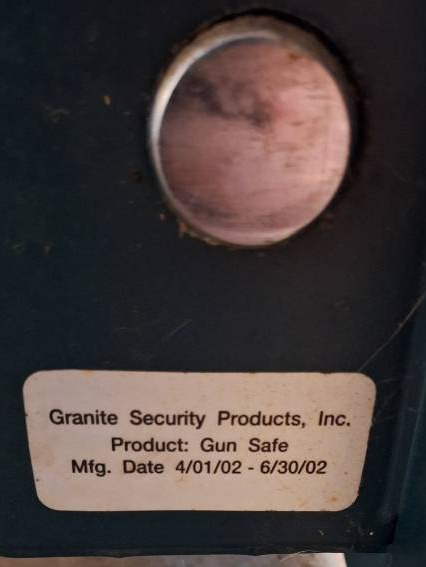 Granite Security Products, Inc.
Product: Gun Safe
Mfg. Date 4/01/02 - 6/30/02